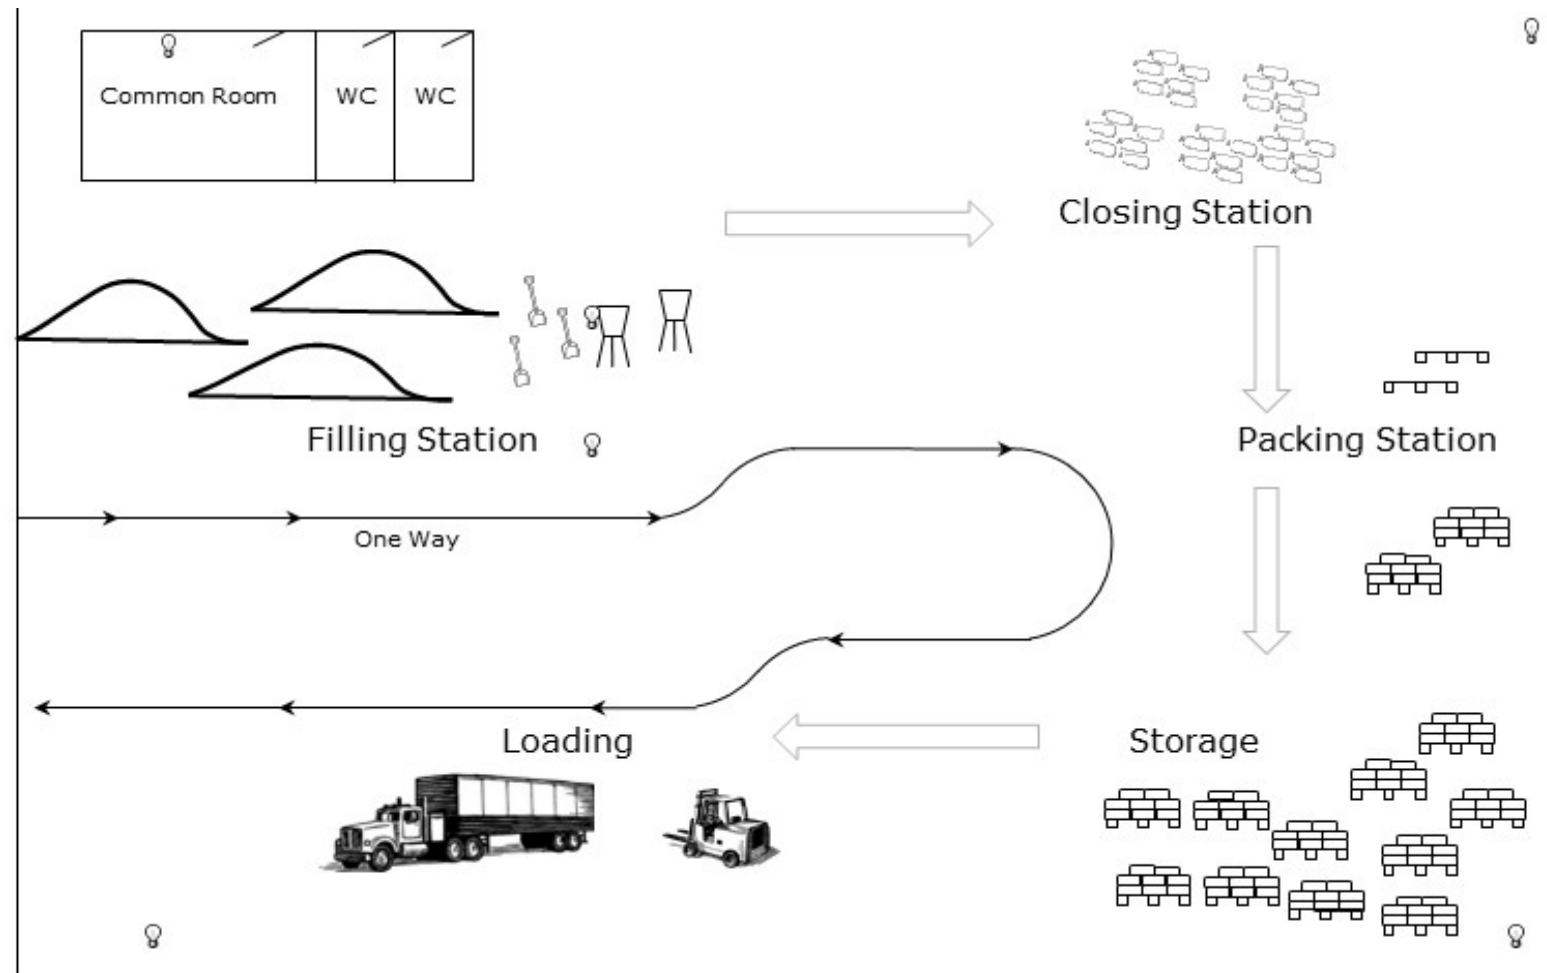 Common Room
WC
WC
Closing Station
Filling Station
Packing Station
One Way
Loading
Storage